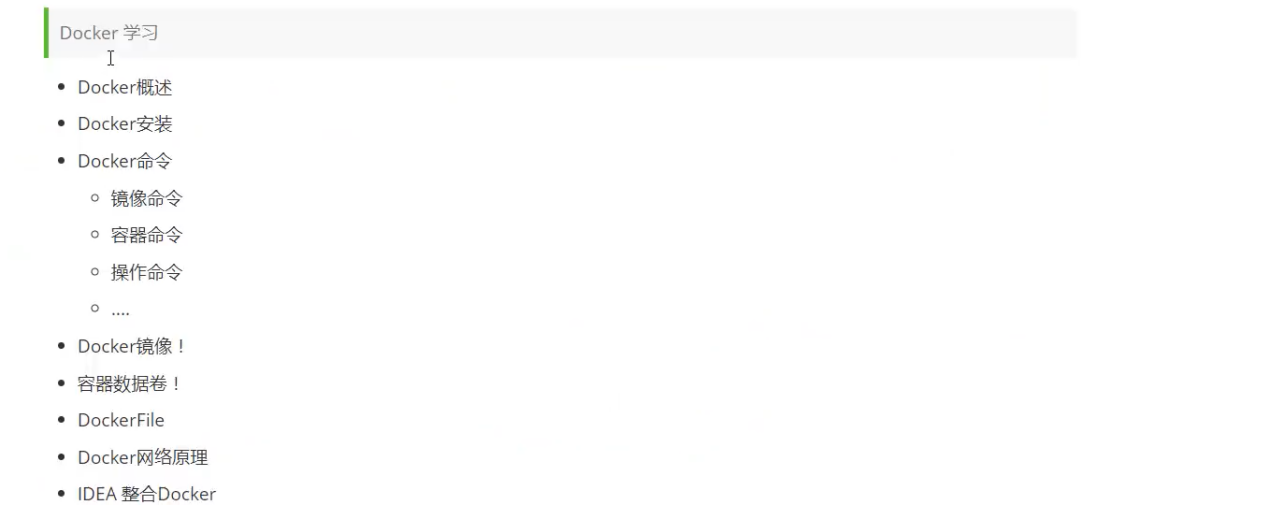 Docker 学习
Docker概述
Docker安装
Docker命令
镜像命令
容器命令
操作命令
....
Docker镜像！
容器数据卷！
DockerFile
Docker网络原理
IDEA 整合Docker